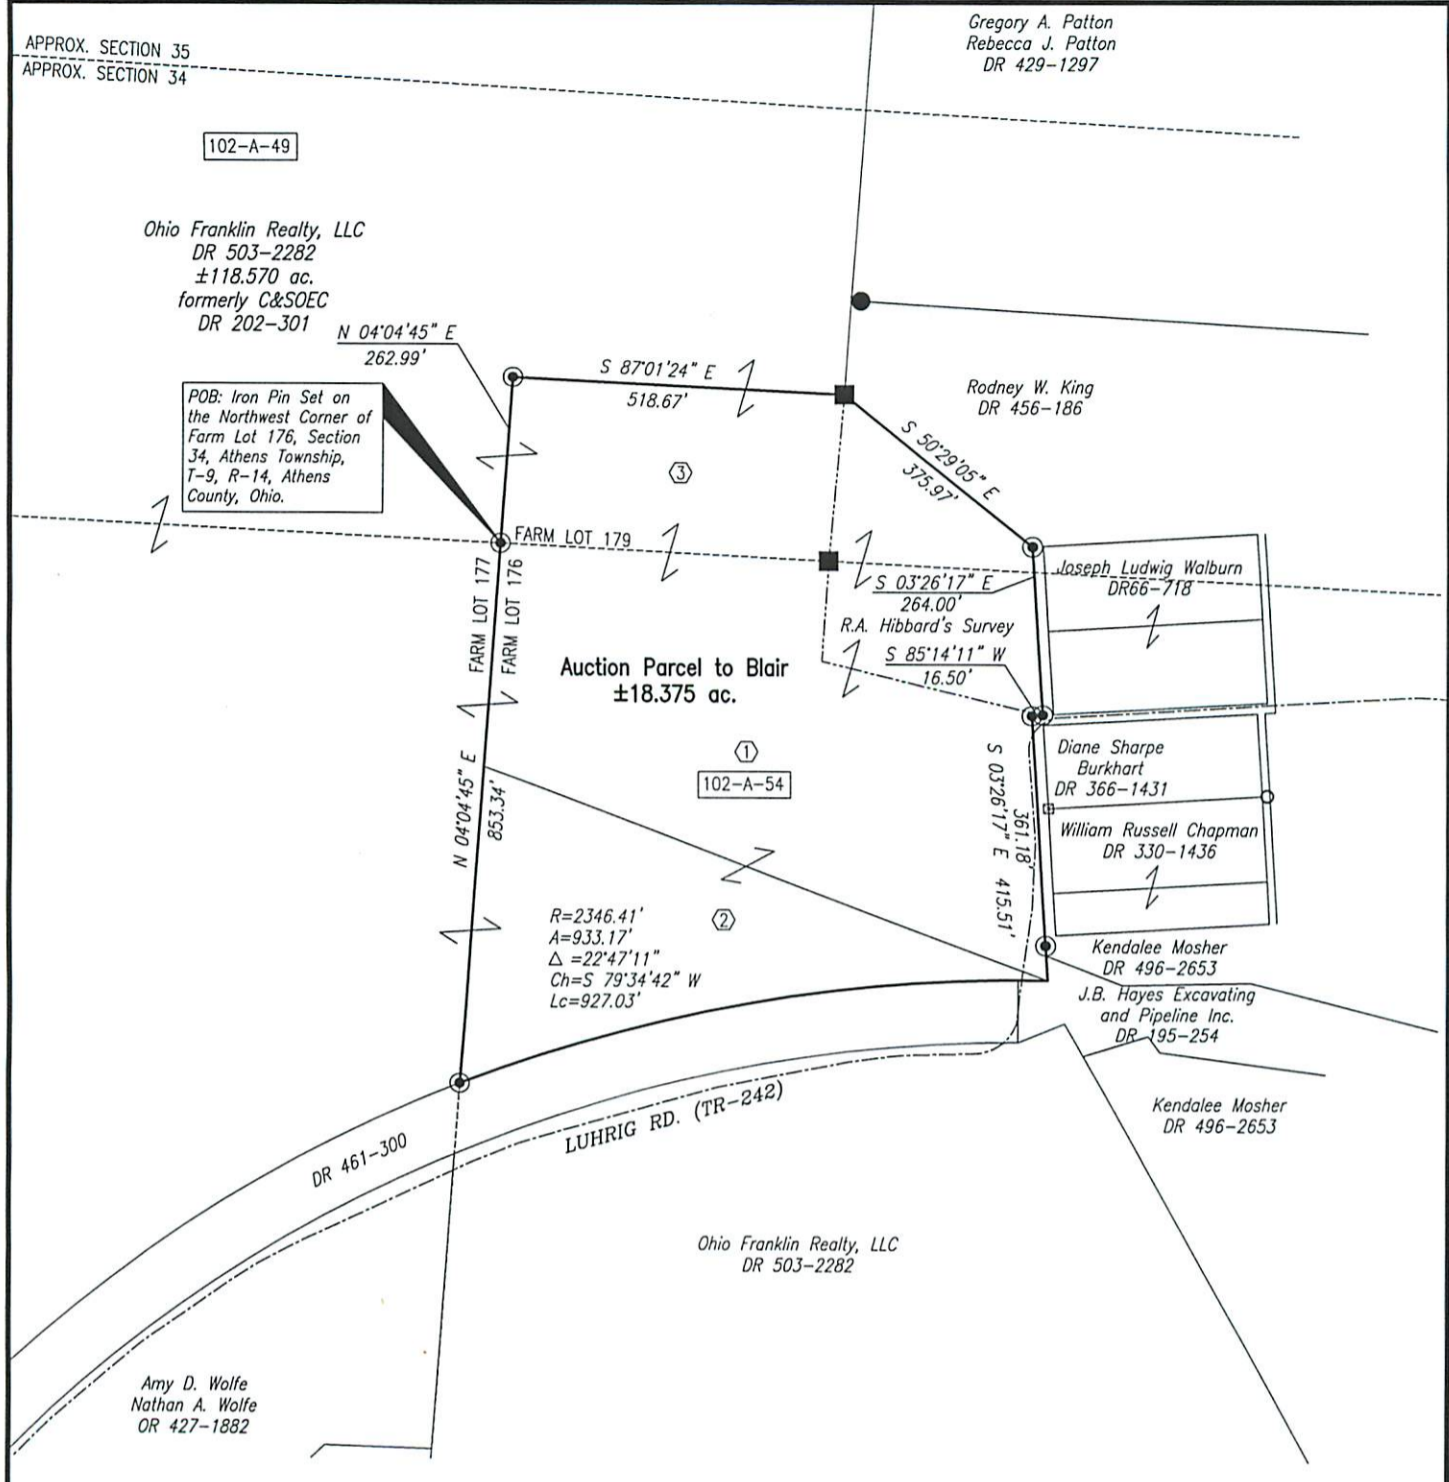 Gregory A. Patton
Rebecca J. Patton
DR 429-1297
APPROX. SECTION 35
APPROX. SECTION 34
102-A-49
Ohio Franklin Realty, LLC
DR 503-2282
±118.570 ac.
formerly C&SOEC
DR 202-301
N 04°04'45" E
262.99'
S 87°01'24" E
518.67'
Rodney W. King
DR 456-186
POB: Iron Pin Set on
the Northwest Corner of
Farm Lot 176, Section
34, Athens Township,
T-9, R-14, Athens
County, Ohio.
S 50°29'05" E
375.97'
3
FARM LOT 179
FARM LOT 177
FARM LOT 176
Joseph Ludwig Walburn
DR66-718
S 03°26'17" E
264.00'
R.A. Hibbard's Survey
S 85°14'11" W
16.50'
Auction Parcel to Blair
±18.375 ac.
1
102-A-54
N 04°04'45" E
853.34'
Diane Sharpe
Burkhart
DR 366-1431
361.18'
S 03°26'17" E 415.51'
William Russell Chapman
DR 330-1436
R=2346.41'
A=933.17'
Δ =22°47'11"
Ch=S 79°34'42" W
Lc=927.03'
2
Kendalee Mosher
DR 496-2653
J.B. Hayes Excavating
and Pipeline Inc.
DR 195-254
Kendalee Mosher
DR 496-2653
DR 461-300
LUHRIG RD. (TR-242)
Ohio Franklin Realty, LLC
DR 503-2282
Amy D. Wolfe
Nathan A. Wolfe
OR 427-1882